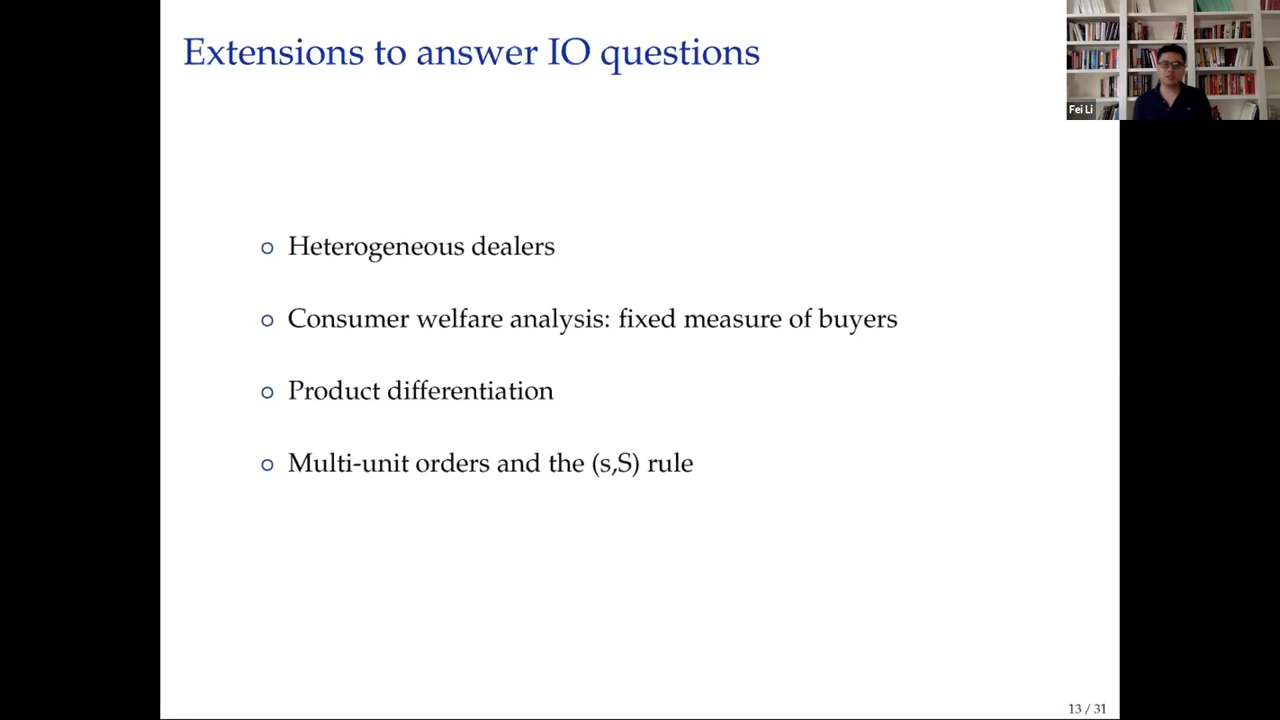 Extensions to answer IO questions
Fei Li
Heterogeneous dealers
Consumer welfare analysis: fixed measure of buyers
Product differentiation
Multi-unit orders and the (s,S) rule
13 / 31